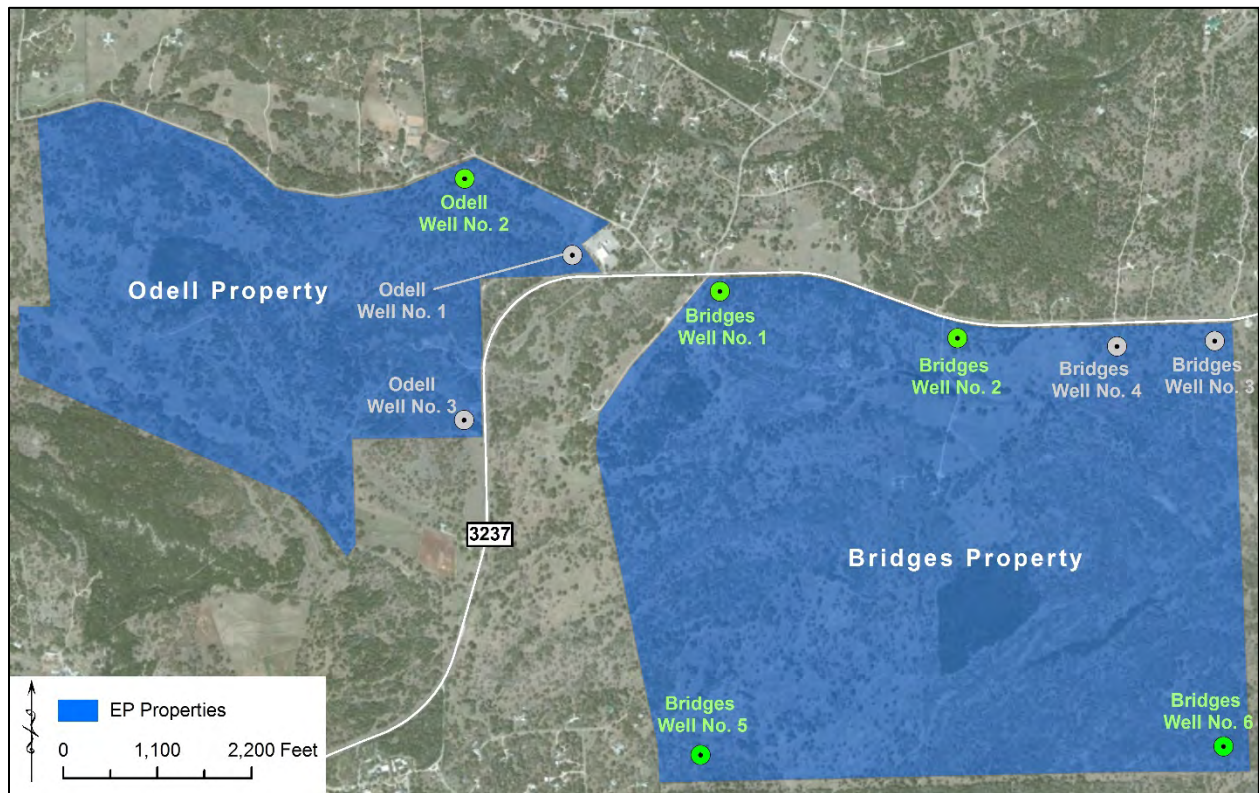 Odell
Well No. 2
Odell Property
Odell
Well No. 1
Bridges
Well No. 1
Odell
Well No. 3
Bridges
Well No. 2
Bridges
Well No. 4
Bridges
Well No. 3
3237
Bridges Property
Bridges
Well No. 5
Bridges
Well No. 6
EP Properties
0 1,100 2,200 Feet